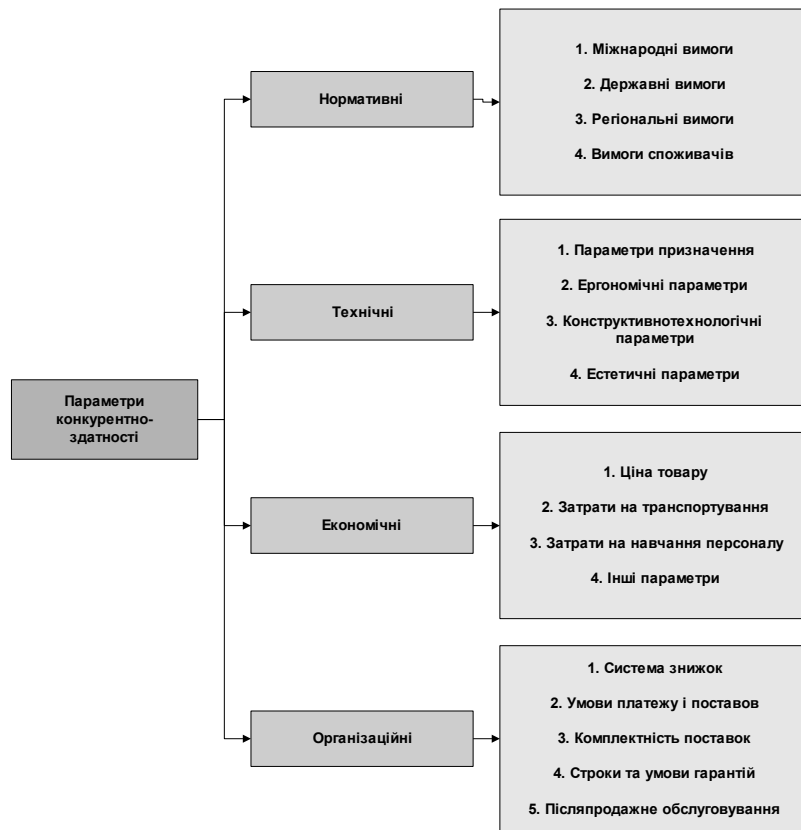 Параметри
конкурентно-
здатності
Нормативні
1. Міжнародні вимоги
2. Державні вимоги
3. Регіональні вимоги
4. Вимоги споживачів
Технічні
1. Параметри призначення
2. Ергономічні параметри
3. Конструктивнотехнологічні
параметри
4. Естетичні параметри
Економічні
1. Ціна товару
2. Затрати на транспортування
3. Затрати на навчання персоналу
4. Інші параметри
Організаційні
1. Система знижок
2. Умови платежу і поставов
3. Комплектність поставок
4. Строки та умови гарантій
5. Післяпродажне обслуговування